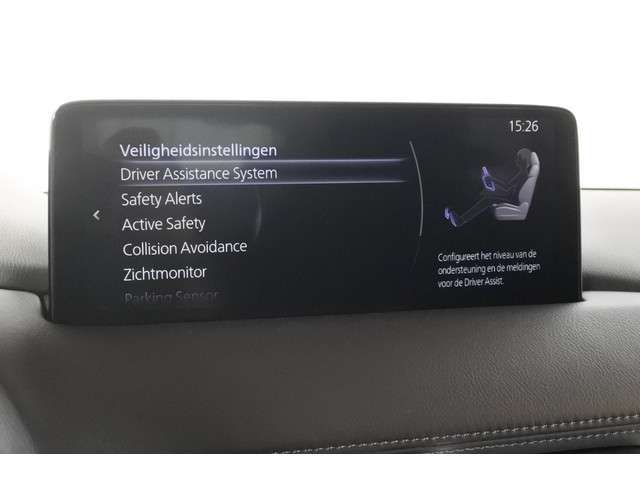 15:26
Veiligheidsinstellingen
Driver Assistance System
Safety Alerts
Active Safety
Collision Avoidance
Zichtmonitor
Parking Sensor
Configureert het niveau van de
ondersteuning en de meldingen
voor de Driver Assist.